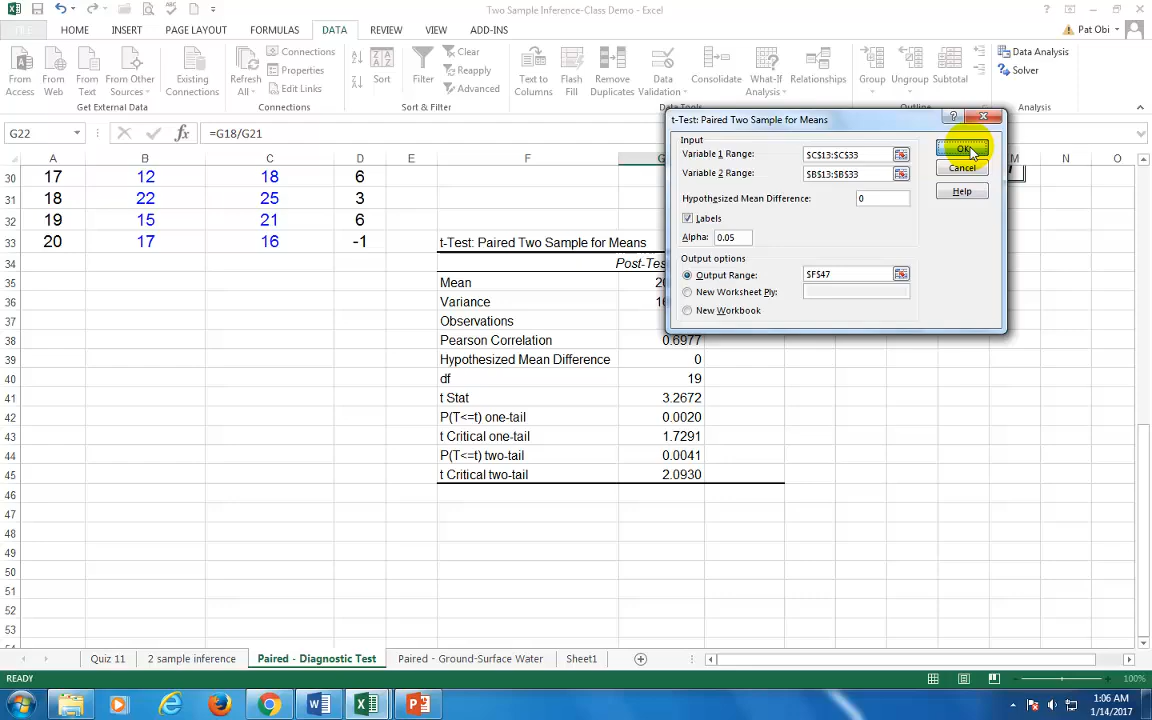 Two Sample Inference-Class Demo - Excel
HOME INSERT PAGE LAYOUT FORMULAS DATA REVIEW VIEW ADD-INS Pat Obi
From Access
From Web
From Text
From Other Sources
Existing Connections
Refresh All
Connections
Properties
Edit Links
Sort
Filter
Clear
Reapply
Advanced
Text to Columns
Flash Fill
Remove Duplicates
Data Validation
Consolidate
What-If Analysis
Relationships
Group
Ungroup
Subtotal
Data Analysis
Solver
Get External Data Connections Sort & Filter Data Tools Outline Analysis
G22 =G18/G21
A B C D E F G M N O
30 17 12 18 6
31 18 22 25 3
32 19 15 21 6
33 20 17 16 -1 t-Test: Paired Two Sample for Means
34
35 Mean
36 Variance
37 Observations
38 Pearson Correlation 0.6977
39 Hypothesized Mean Difference 0
40 df 19
41 t Stat 3.2672
42 P(T<=t) one-tail 0.0020
43 t Critical one-tail 1.7291
44 P(T<=t) two-tail 0.0041
45 t Critical two-tail 2.0930
46
47
48
49
50
51
52
53
t-Test: Paired Two Sample for Means
Input
Variable 1 Range: $C$13:$C$33 OK
Variable 2 Range: $B$13:$B$33 Cancel
Hypothesized Mean Difference: 0 Help
Labels
Alpha: 0.05
Output options
Output Range: $F$47
New Worksheet Ply:
New Workbook
Quiz 11 2 sample inference Paired - Diagnostic Test Paired - Ground-Surface Water Sheet1
READY 100%
1:06 AM
1/14/2017